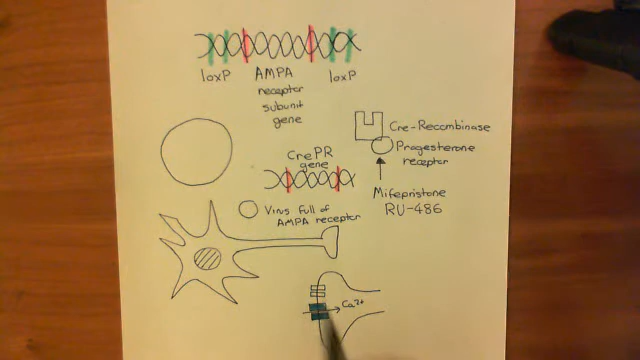 loxP
AMPA
receptor
subunit
gene
loxP
Cre-Recombinase
Progesterone
receptor
CrePR
gene
Mifepristone
RU-486
Virus full of
AMPA receptor
Ca2+